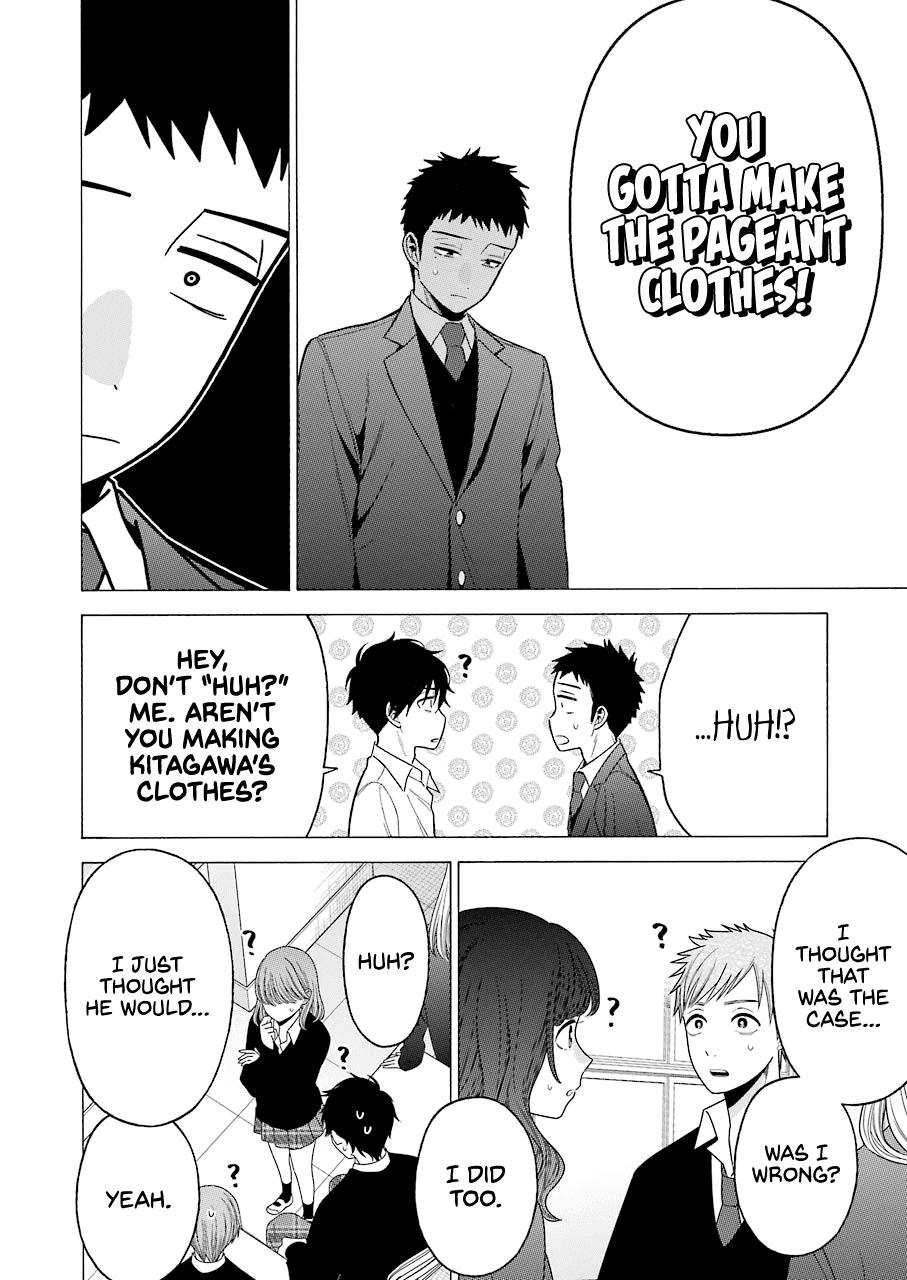 YOU
GOTTA MAKE
THE PAGEANT
CLOTHES!
...HUH!?
?
HEY,
DON'T "HUH?"
ME. AREN'T
YOU MAKING
KITAGAWA'S
CLOTHES?
I
THOUGHT
THAT
WAS THE
CASE...
WAS I
WRONG?
?
?
I DID
TOO.
HUH?
?
I JUST
THOUGHT
HE WOULD...
?
?
YEAH.